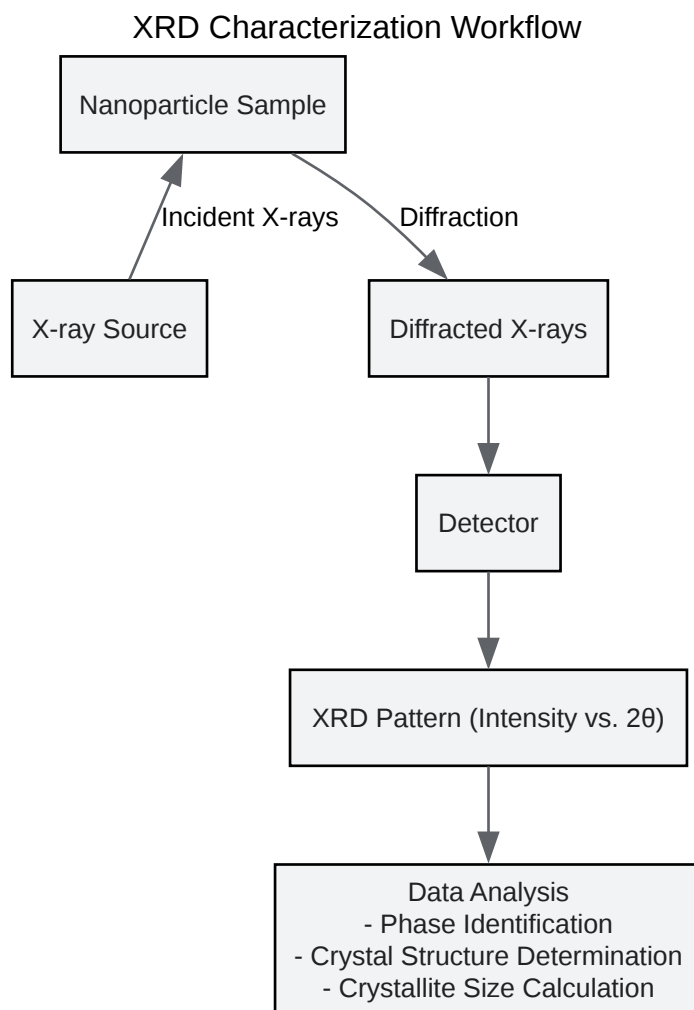 XRD Characterization Workflow
Nanoparticle Sample
Incident X-rays
Diffraction
X-ray Source
Diffracted X-rays
Detector
XRD Pattern (Intensity vs. 2θ)
Data Analysis
- Phase Identification
- Crystal Structure Determination
- Crystallite Size Calculation